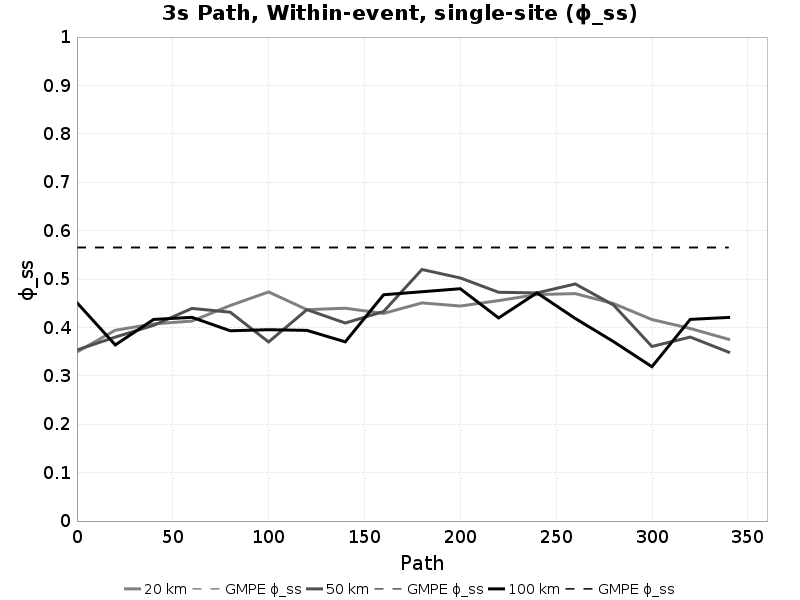 3s Path, Within-event, single-site (ϕ_ss)
1
0.9
0.8
0.7
0.6
0.5
0.4
0.3
0.2
0.1
0
ϕ_ss
0 50 100 150 200 250 300 350
Path
20 km GMPE ϕ_ss 50 km GMPE ϕ_ss 100 km GMPE ϕ_ss